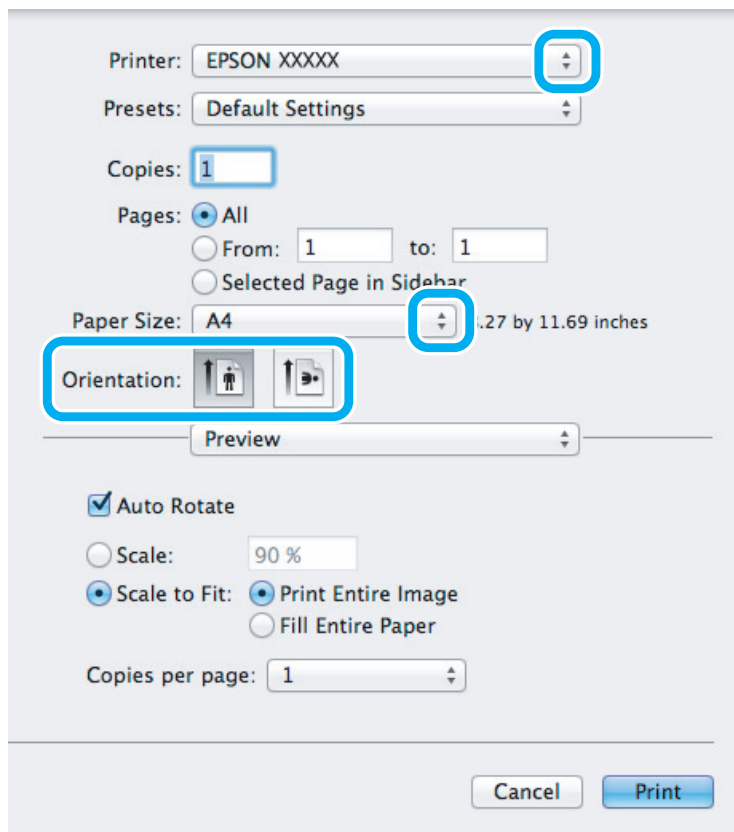 Printer: EPSON XXXXX
Presets: Default Settings
Copies: 1
Pages: All
From: 1 to: 1
Selected Page in Sidebar
Paper Size: A4 .27 by 11.69 inches
Orientation:
Preview
Auto Rotate
Scale: 90 %
Scale to Fit: Print Entire Image
Fill Entire Paper
Copies per page: 1
Cancel Print